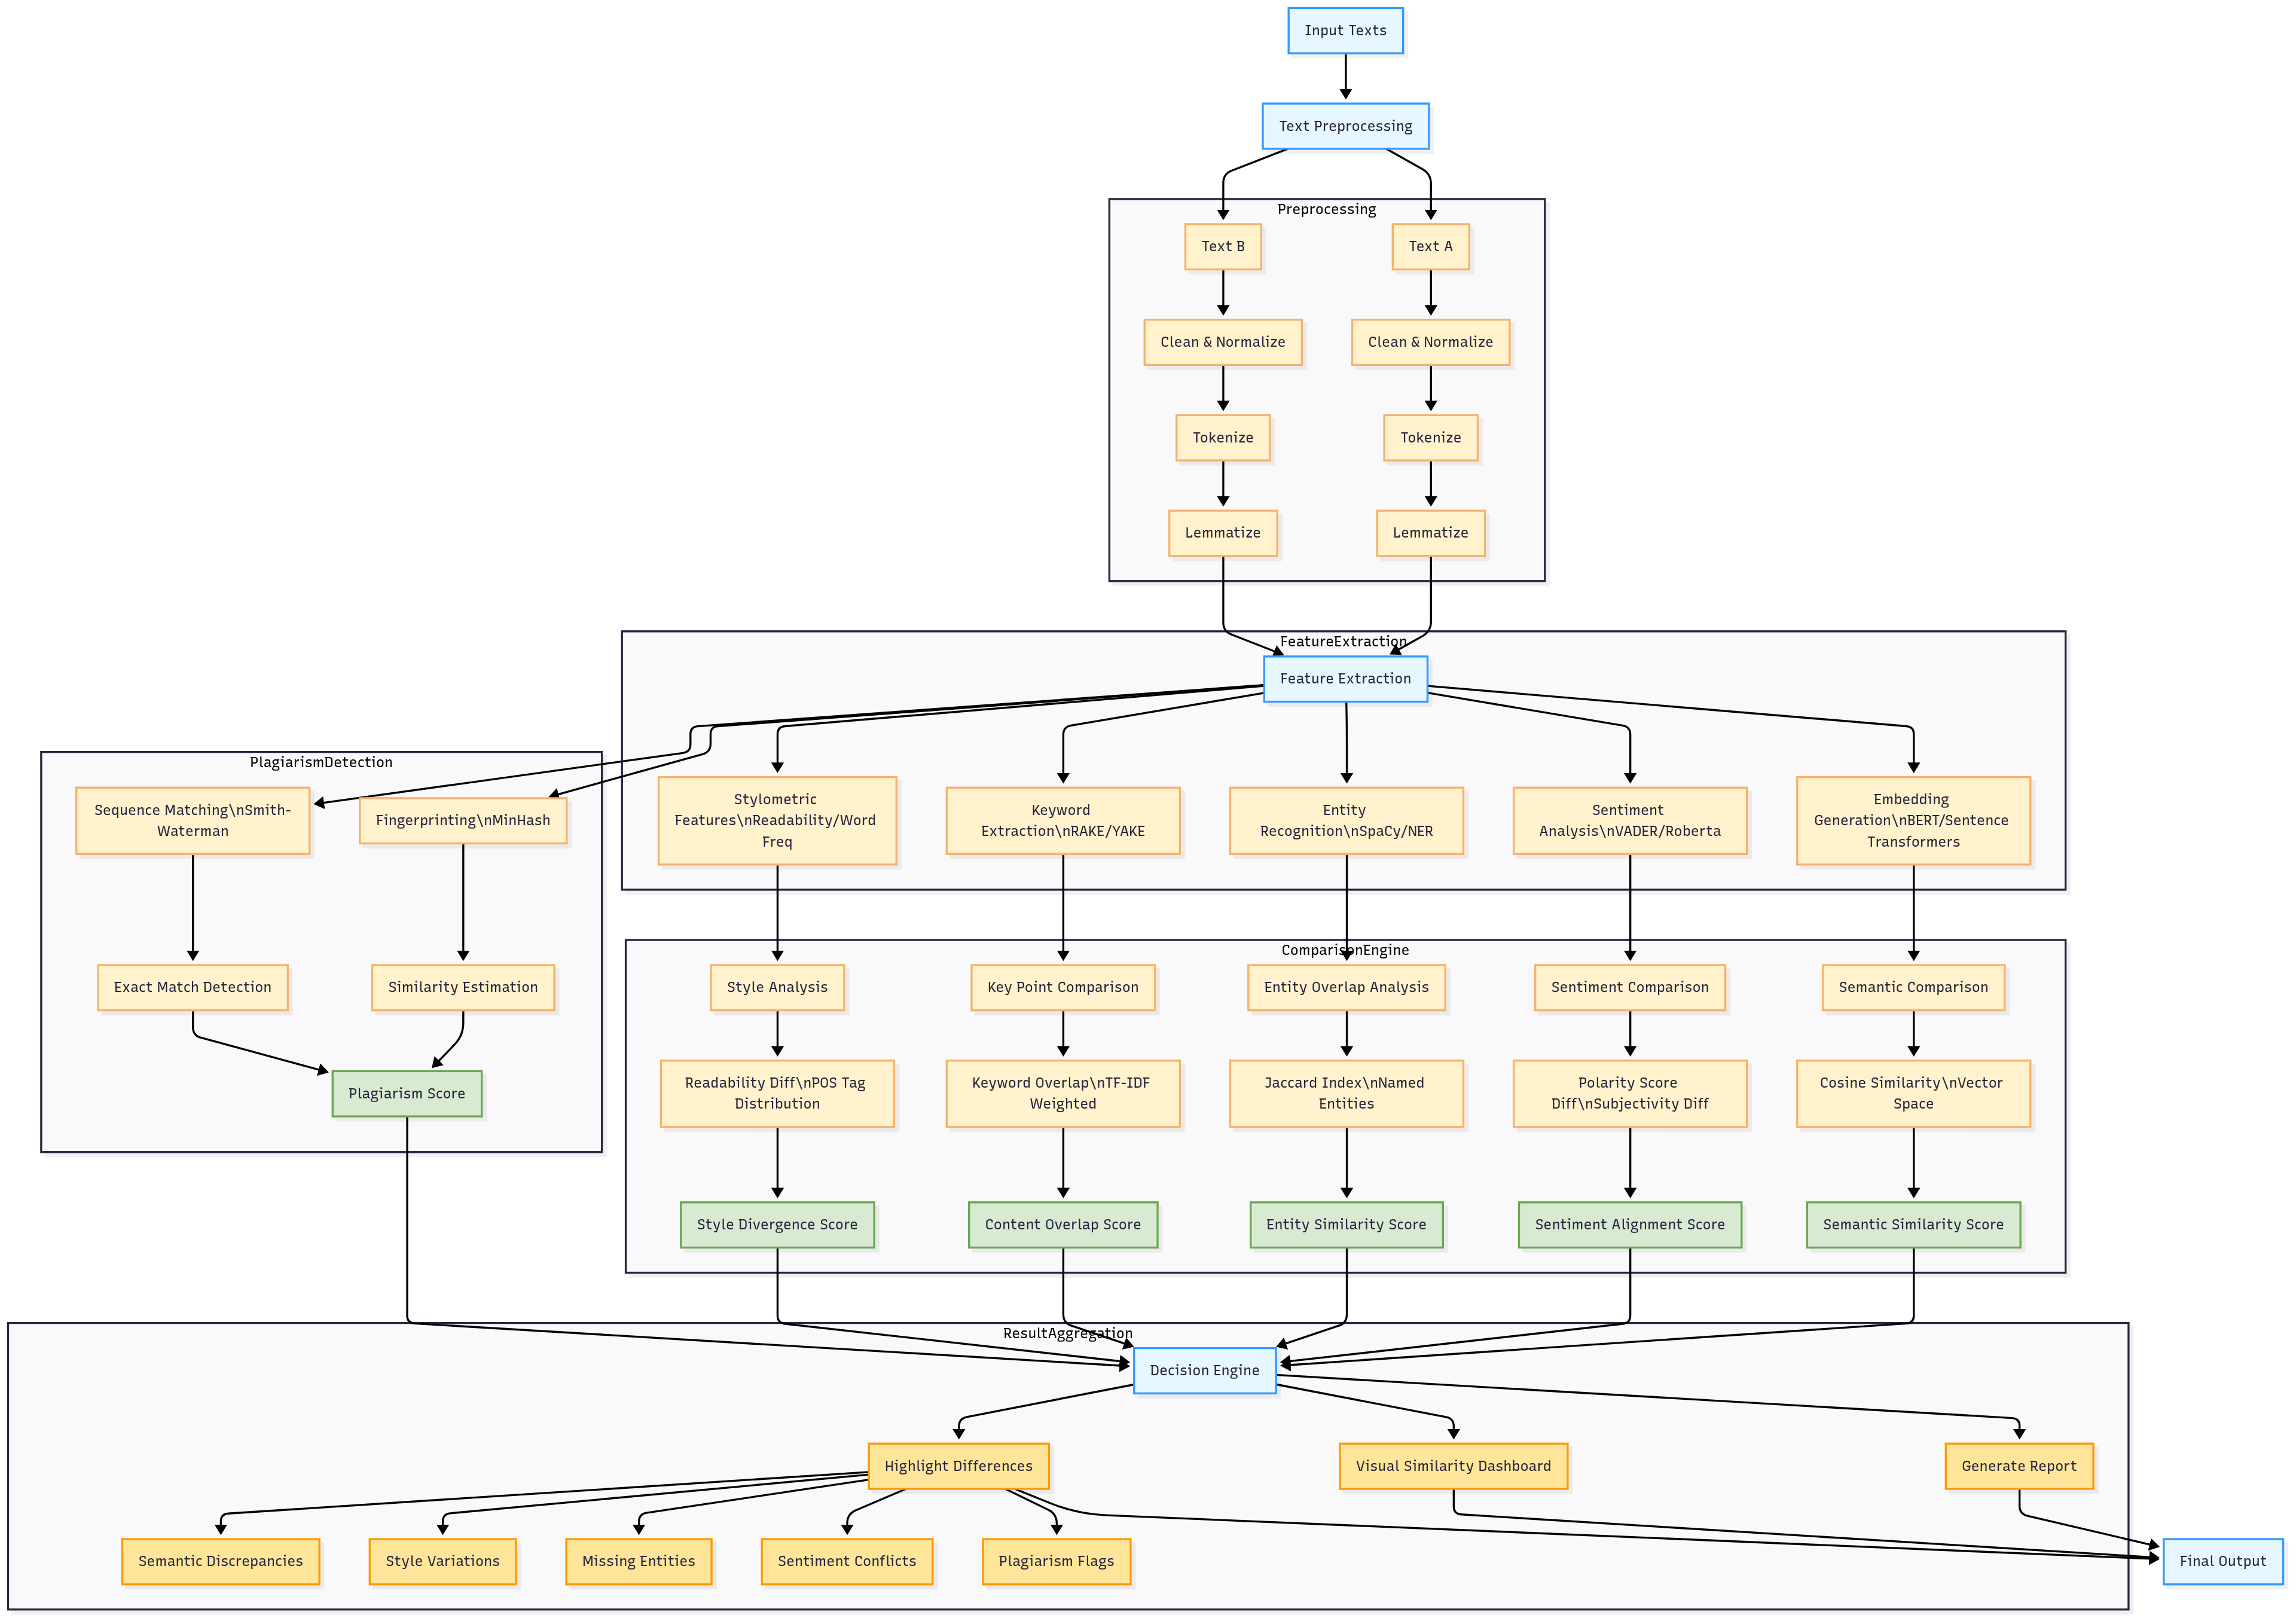 Input Texts
Text Preprocessing
Preprocessing
Text B
Text A
Clean & Normalize
Clean & Normalize
Tokenize
Tokenize
Lemmatize
Lemmatize
FeatureExtraction
Feature Extraction
PlagiarismDetection
Sequence Matching\nSmith-
Waterman
Fingerprinting\nMinHash
Stylometric
Features\nReadability/Word
Freq
Keyword
Extraction\nRAKE/YAKE
Entity
Recognition\nSpaCy/NER
Sentiment
Analysis\nVADER/Roberta
Embedding
Generation\nBERT/Sentence
Transformers
ComparisonEngine
Exact Match Detection
Similarity Estimation
Style Analysis
Key Point Comparison
Entity Overlap Analysis
Sentiment Comparison
Semantic Comparison
Plagiarism Score
Readability Diff\nPOS Tag
Distribution
Keyword Overlap\nTF-IDF
Weighted
Jaccard Index\nNamed
Entities
Polarity Score
Diff\nSubjectivity Diff
Cosine Similarity\nVector
Space
Style Divergence Score
Content Overlap Score
Entity Similarity Score
Sentiment Alignment Score
Semantic Similarity Score
ResultAggregation
Decision Engine
Highlight Differences
Visual Similarity Dashboard
Generate Report
Semantic Discrepancies
Style Variations
Missing Entities
Sentiment Conflicts
Plagiarism Flags
Final Output